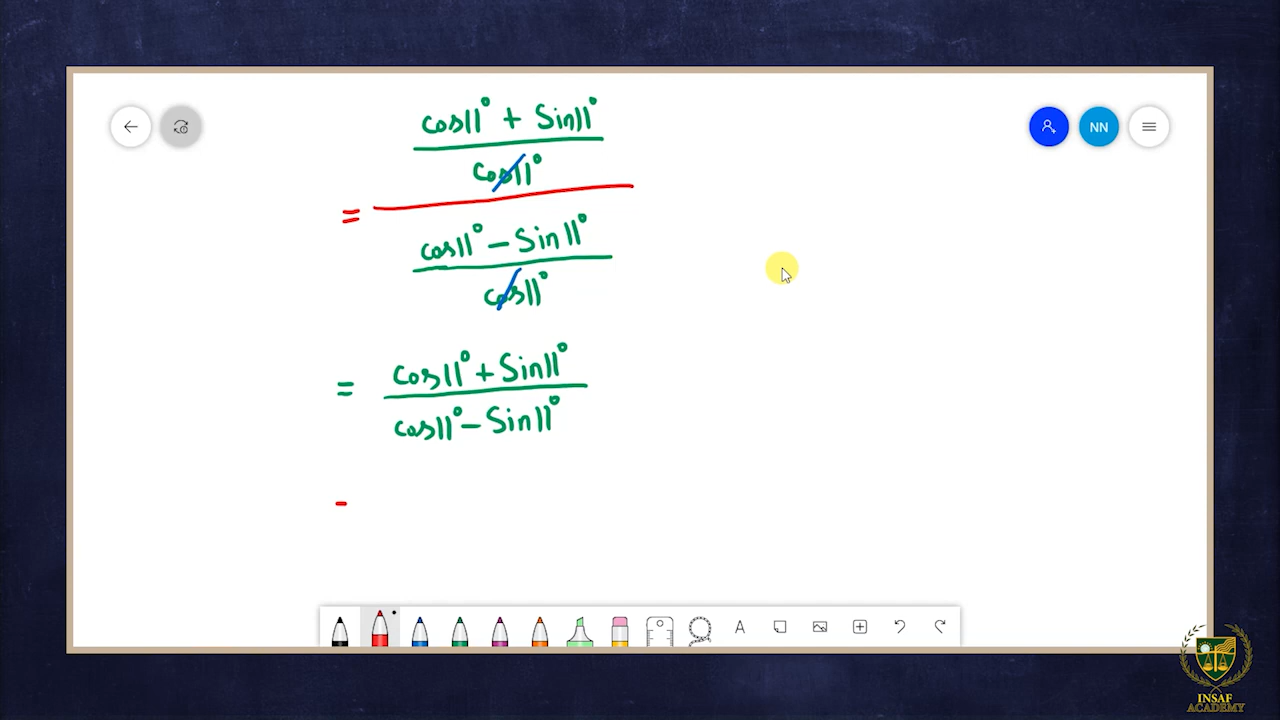 cos11° + Sin11°
cos11°
=
cos11° - Sin11°
cos11°
= cos11° + Sin11°
cos11° - Sin11°
-
NN
A
INSAF
ACADEMY